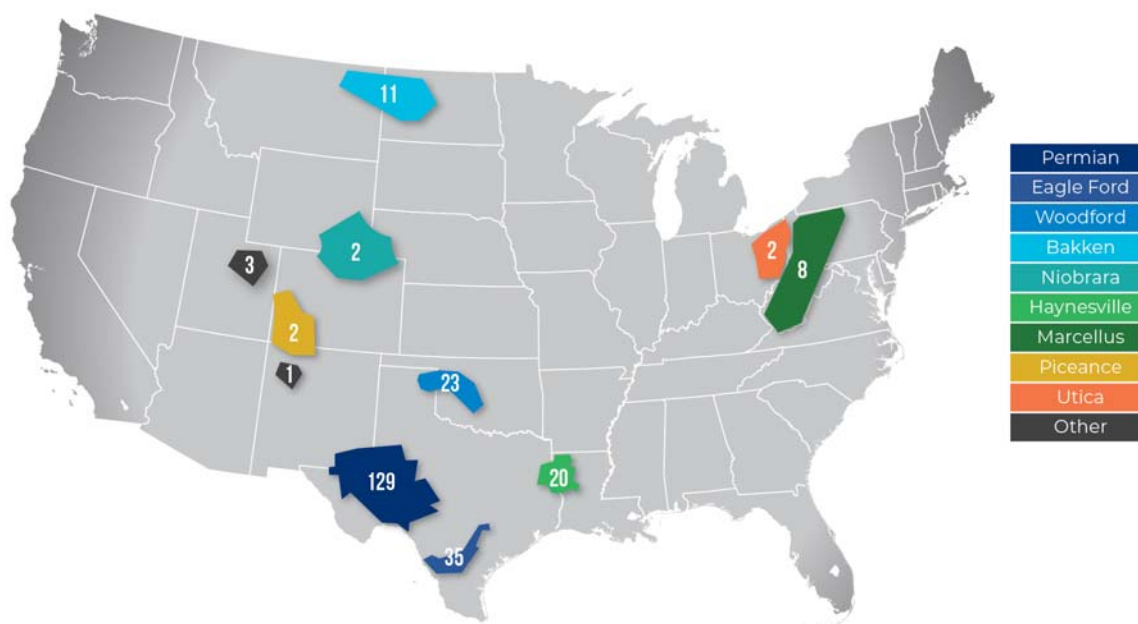 11
2
3
2
1
2
8
23
129
20
35
Permian
Eagle Ford
Woodford
Bakken
Niobrara
Haynesville
Marcellus
Piceance
Utica
Other